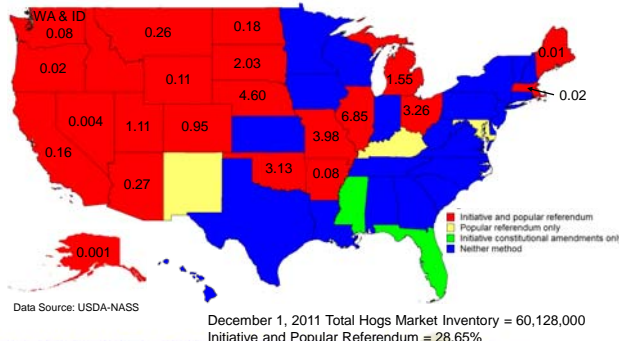 WA & ID
0.08
0.26
0.18
0.01
0.02
2.03
0.11
1.55
4.60
0.02
0.004
1.11
0.95
6.85
3.26
3.98
0.16
0.27
3.13
0.08
0.001
Initiative and popular referendum
Popular referendum only
Initiative constitutional amendments only
Neither method
Data Source: USDA-NASS
December 1, 2011 Total Hogs Market Inventory = 60,128,000
Initiative and Popular Referendum = 28.65%